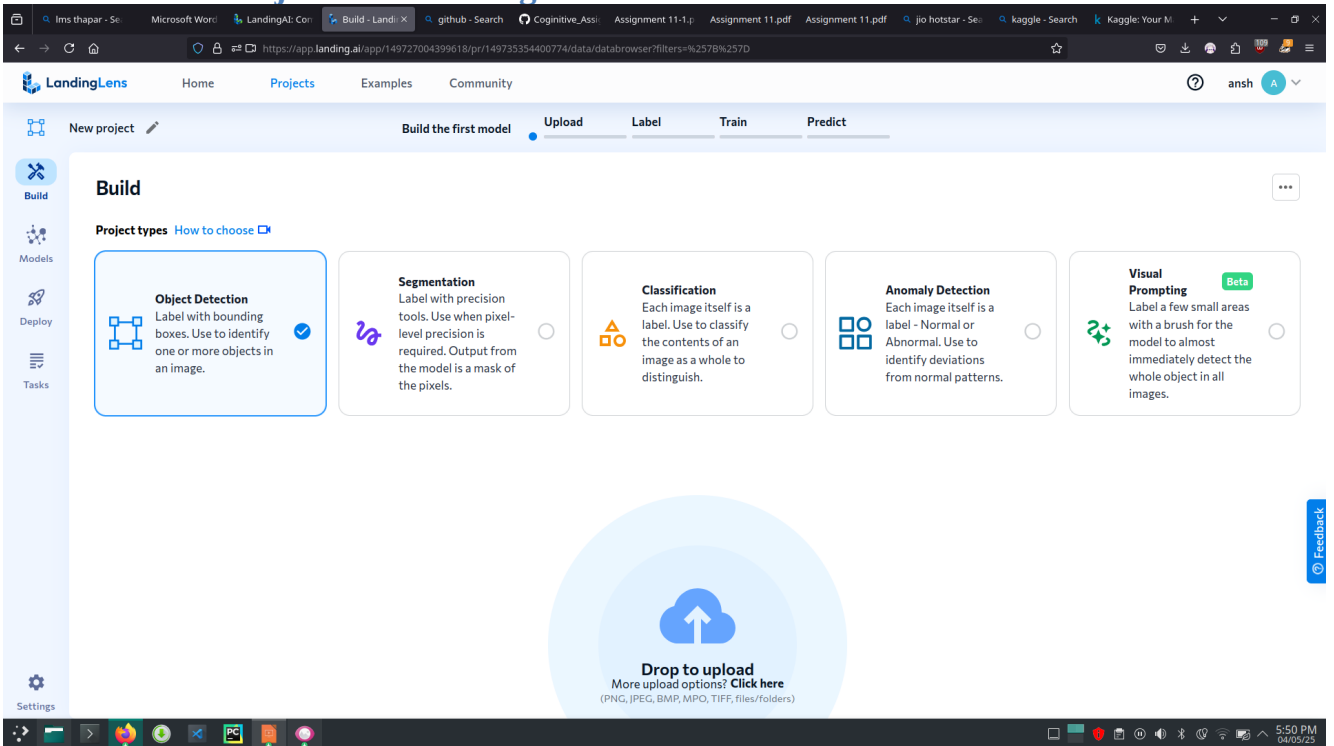 lms thapar - Se
Microsoft Word
LandingAI: Con
Build - Landi
github - Search
Coginitive_Assi
Assignment 11-1.p
Assignment 11.pdf
Assignment 11.pdf
jio hotstar - Sea
kaggle - Search
Kaggle: Your M
https://app.landing.ai/app/149727004399618/pr/149735354400774/data/databrowser?filters=%257B%257D
109
LandingLens
Home
Projects
Examples
Community
ansh
A
New project
Build the first model
Upload
Label
Train
Predict
Build
Models
Deploy
Tasks
Settings
Build
Project types How to choose
Object Detection
Label with bounding
boxes. Use to identify
one or more objects in
an image.
Segmentation
Label with precision
tools. Use when pixel-
level precision is
required. Output from
the model is a mask of
the pixels.
Classification
Each image itself is a
label. Use to classify
the contents of an
image as a whole to
distinguish.
Anomaly Detection
Each image itself is a
label - Normal or
Abnormal. Use to
identify deviations
from normal patterns.
Visual
Prompting
Beta
Label a few small areas
with a brush for the
model to almost
immediately detect the
whole object in all
images.
Feedback
Drop to upload
More upload options? Click here
(PNG, JPEG, BMP, MPO, TIFF, files/folders)
PC
5:50 PM
04/05/25